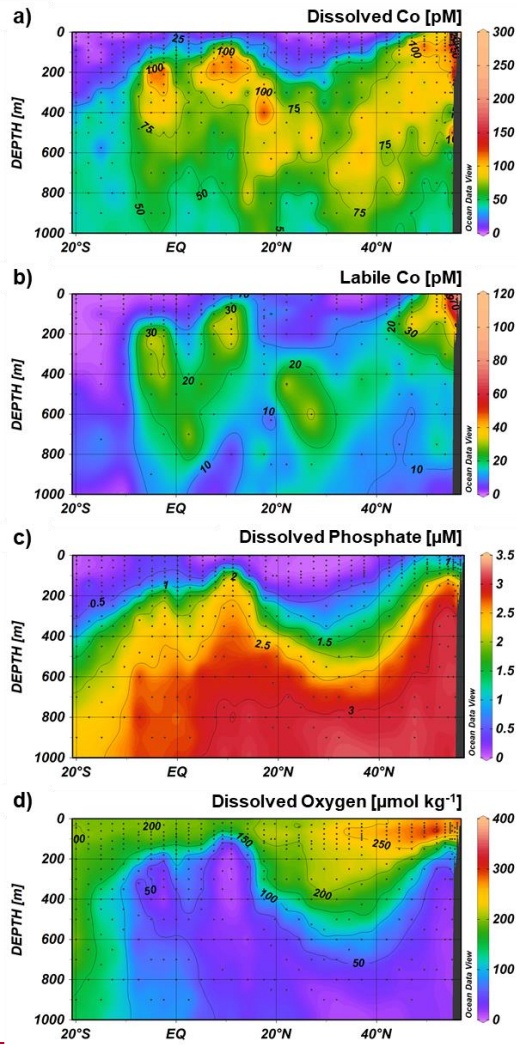 a)
Dissolved Co [pM]
DEPTH [m]
0
200
400
600
800
1000
20°S
EQ
20°N
40°N
25
100
100
100
100
75
75
75
75
50
50
5
10
Ocean Data View
300
250
200
150
100
50
0
b)
Labile Co [pM]
DEPTH [m]
0
200
400
600
800
1000
20°S
EQ
20°N
40°N
30
30
20
20
20
30
10
10
10
Ocean Data View
120
100
80
60
40
20
0
c)
Dissolved Phosphate [µM]
DEPTH [m]
0
200
400
600
800
1000
20°S
EQ
20°N
40°N
0.5
1
2
1
1.5
2.5
3
Ocean Data View
3.5
3
2.5
2
1.5
1
0.5
0
d)
Dissolved Oxygen [µmol kg-¹]
DEPTH [m]
0
200
400
600
800
1000
20°S
EQ
20°N
40°N
00
200
150
250
50
100
200
50
Ocean Data View
400
300
200
100
0